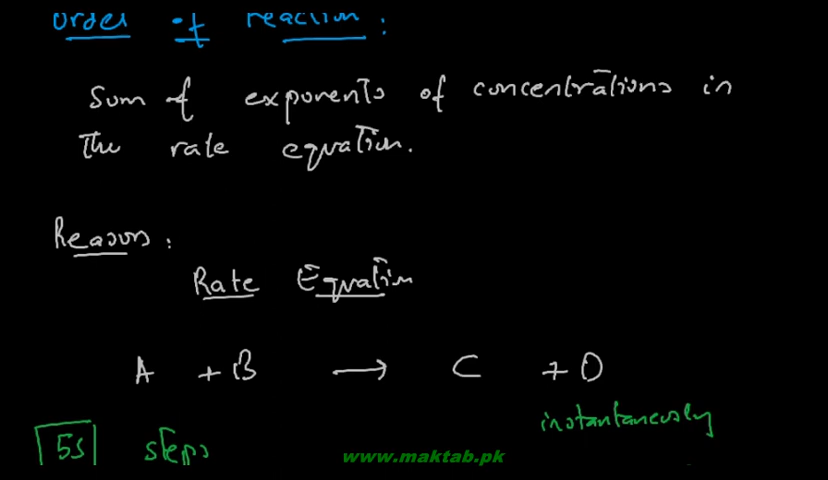 order of reaction :
Sum of exponents of concentrations in
the rate equation.
Reason :
Rate Equation
A + B → C + D
instantaneously
5s steps
www.maktab.pk